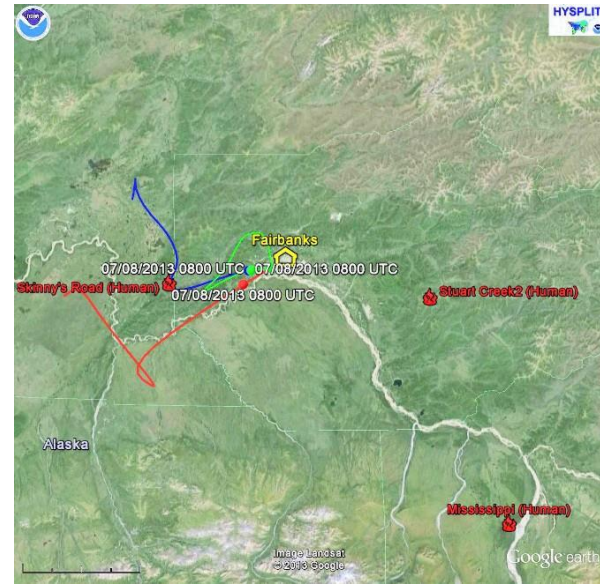 NOAA
HYSPLIT
Fairbanks
07/08/2013 0800 UTC
07/08/2013 0800 UTC
Skinny's Road (Human)
07/08/2013 0800 UTC
Stuart Creek2 (Human)
Alaska
Mississippi (Human)
Image Landsat
© 2013 Google
Google earth